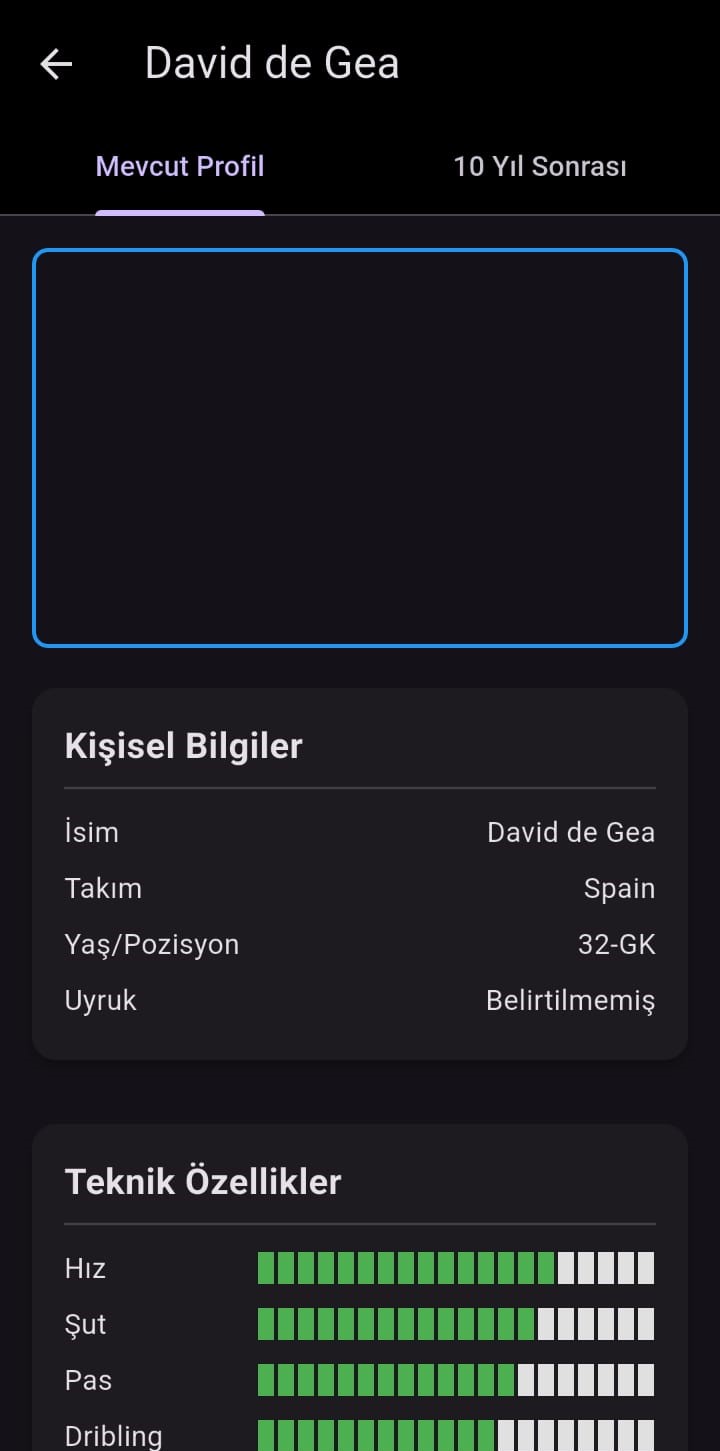 David de Gea
Mevcut Profil 10 Yıl Sonrası
Kişisel Bilgiler
İsim David de Gea
Takım Spain
Yaş/Pozisyon 32-GK
Uyruk Belirtilmemiş
Teknik Özellikler
Hız
Şut
Pas
Dribling